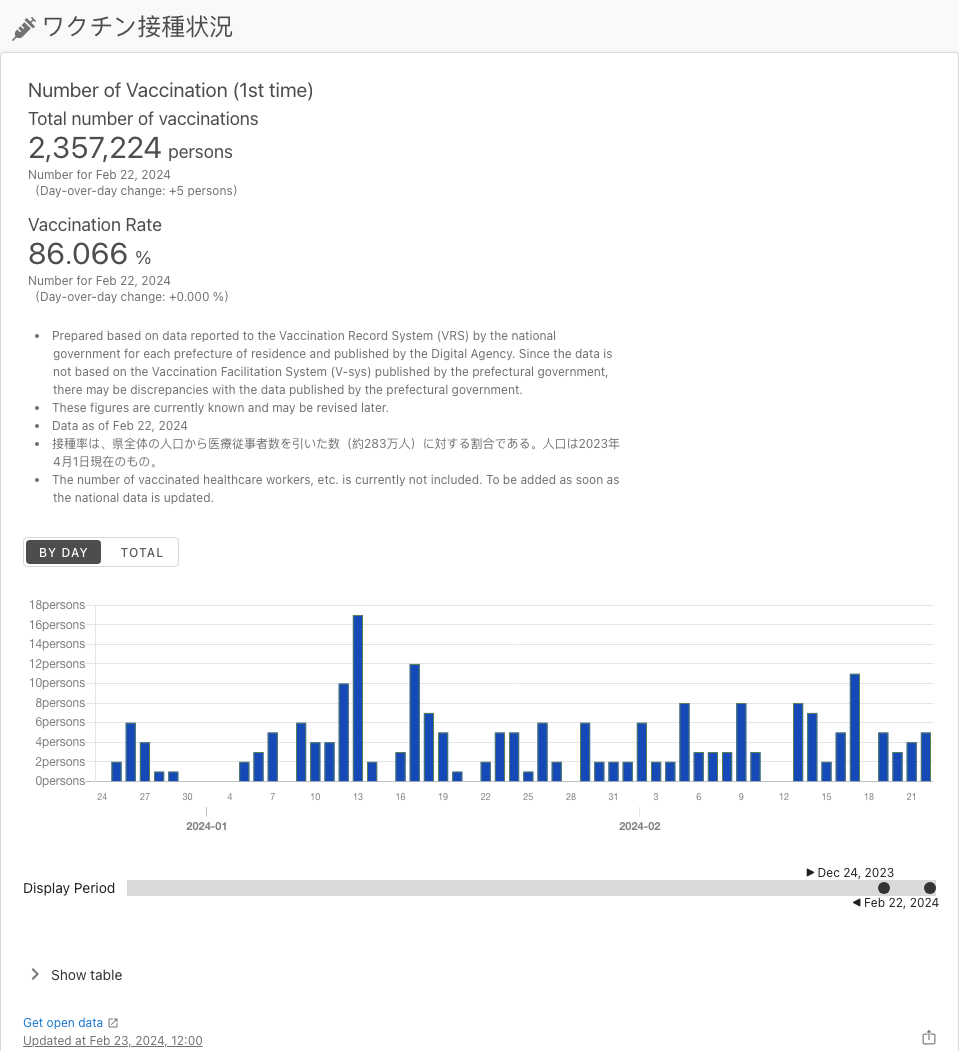 ワクチン接種状況
Number of Vaccination (1st time)
Total number of vaccinations
2,357,224 persons
Number for Feb 22, 2024
(Day-over-day change: +5 persons)
Vaccination Rate
86.066 %
Number for Feb 22, 2024
(Day-over-day change: +0.000 %)
Prepared based on data reported to the Vaccination Record System (VRS) by the national
government for each prefecture of residence and published by the Digital Agency. Since the data is
not based on the Vaccination Facilitation System (V-sys) published by the prefectural government,
there may be discrepancies with the data published by the prefectural government.
These figures are currently known and may be revised later.
Data as of Feb 22, 2024
接種率は、県全体の人口から医療従事者数を引いた数（約283万人）に対する割合である。人口は2023年
4月1日現在のもの。
The number of vaccinated healthcare workers, etc. is currently not included. To be added as soon as
the national data is updated.
BY DAY TOTAL
18persons
16persons
14persons
12persons
10persons
8persons
6persons
4persons
2persons
0persons
24 27 30 4 7 10 13 16 19 22 25 28 31 3 6 9 12 15 18 21
2024-01 2024-02
Dec 24, 2023
Display Period
Feb 22, 2024
Show table
Get open data
Updated at Feb 23, 2024, 12:00